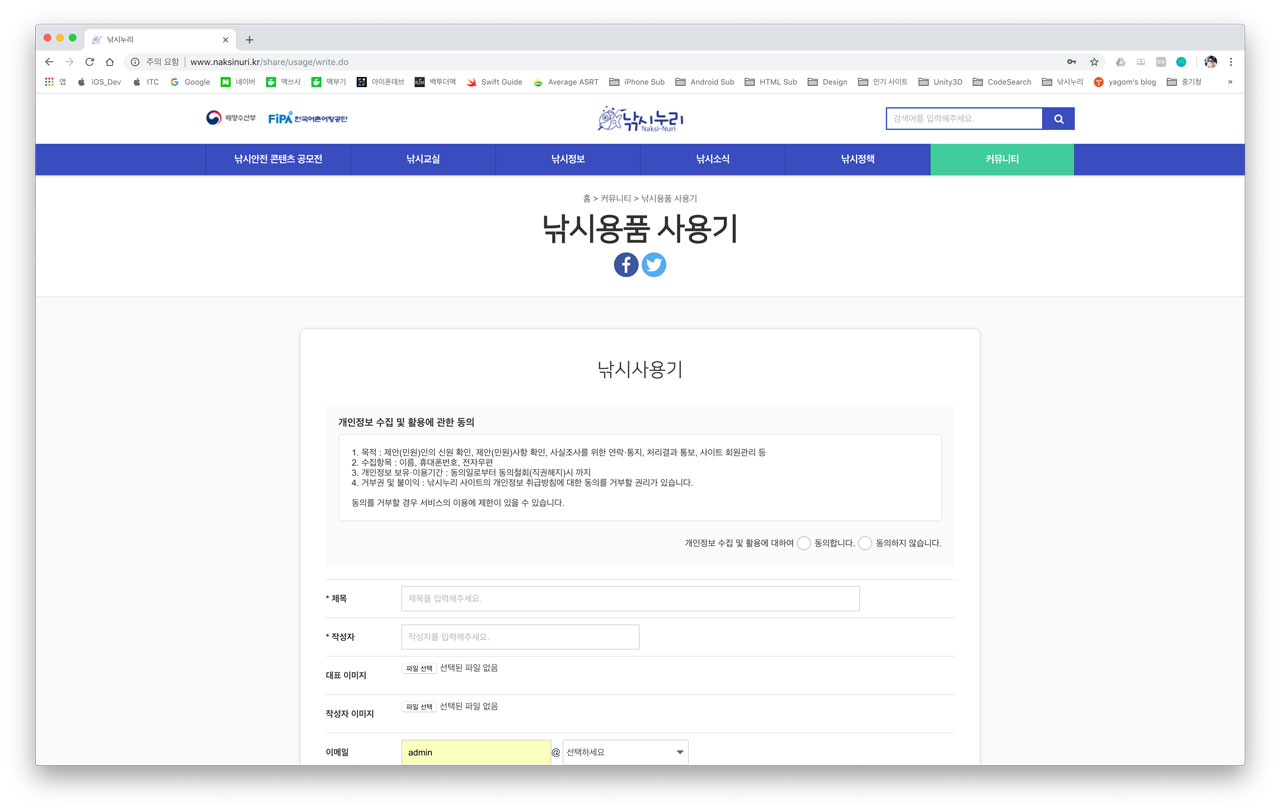 낚시누리
주의 요함 | www.naksinuri.kr/share/usage/write.do
앱 iOS_Dev ITC Google 네이버 맥쓰사 맥부기 아이폰데브 백투더맥 Swift Guide Average ASRT iPhone Sub Android Sub HTML Sub Design 인기 사이트 Unity3D CodeSearch 낚시누리 yagom's blog 중기청 »
해양수산부 FiPA 한국어촌어항공단 낚시누리 Naksi-Nuri 검색어를 입력해주세요.
낚시안전 콘텐츠 공모전 낚시교실 낚시정보 낚시소식 낚시정책 커뮤니티
홈 > 커뮤니티 > 낚시용품 사용기
낚시용품 사용기
낚시사용기
개인정보 수집 및 활용에 관한 동의
1. 목적 : 제안(민원)인의 신원 확인, 제안(민원)사항 확인, 사실조사를 위한 연락·통지, 처리결과 통보, 사이트 회원관리 등
2. 수집항목 : 이름, 휴대폰번호, 전자우편
3. 개인정보 보유·이용기간 : 동의일로부터 동의철회(직권해지)시 까지
4. 거부권 및 불이익 : 낚시누리 사이트의 개인정보 취급방침에 대한 동의를 거부할 권리가 있습니다.
동의를 거부할 경우 서비스의 이용에 제한이 있을 수 있습니다.
개인정보 수집 및 활용에 대하여 동의합니다. 동의하지 않습니다.
* 제목 제목을 입력해주세요.
* 작성자 작성자를 입력해주세요.
대표 이미지 파일 선택 선택된 파일 없음
작성자 이미지 파일 선택 선택된 파일 없음
이메일 admin @ 선택하세요